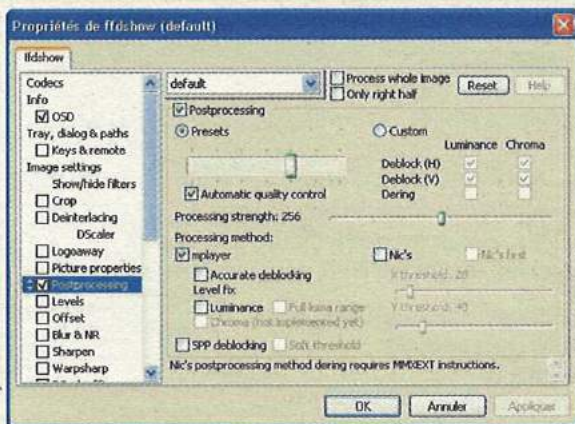 Propriétés de ffdshow (default)
ffdshow
Codecs
Info
OSD
Tray, dialog & paths
Keys & remote
Image settings
Show/hide filters
Crop
Deinterlacing
DScaler
Logoaway
Picture properties
Postprocessing
Levels
Offset
Blur & NR
Sharpen
Warpsharp
default
Process whole image
Only right half
Reset
Help
Postprocessing
Presets
Custom
Luminance Chroma
Deblock (H)
Deblock (V)
Dering
Automatic quality control
Processing strength: 256
Processing method:
mplayer
Nic's
Nic's first
Accurate deblocking
X threshold: 20
Level fix:
Luminance
Full luma range
Y threshold: 40
Chroma (not implemented yet)
SPP deblocking
Soft threshold
Nic's postprocessing method dering requires MMXEXT instructions.
OK
Annuler
Appliquer